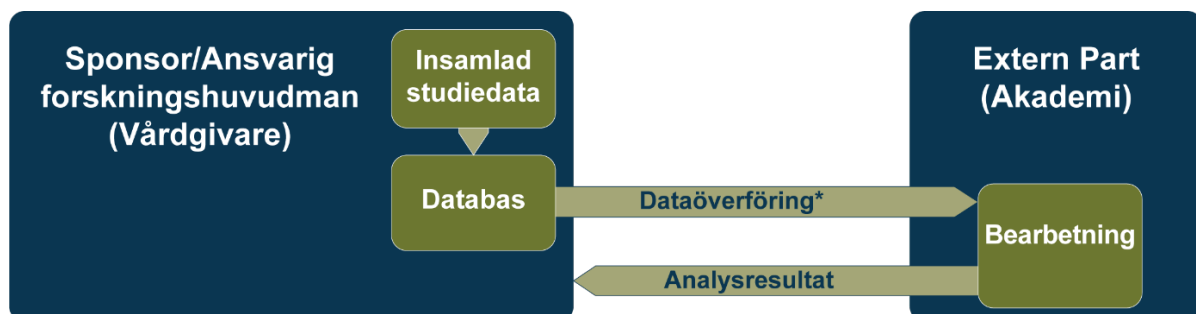 Sponsor/Ansvarig
forskningshuvudman
(Vårdgivare)
Insamlad
studiedata
Databas
Dataöverföring*
Analysresultat
Extern Part
(Akademi)
Bearbetning